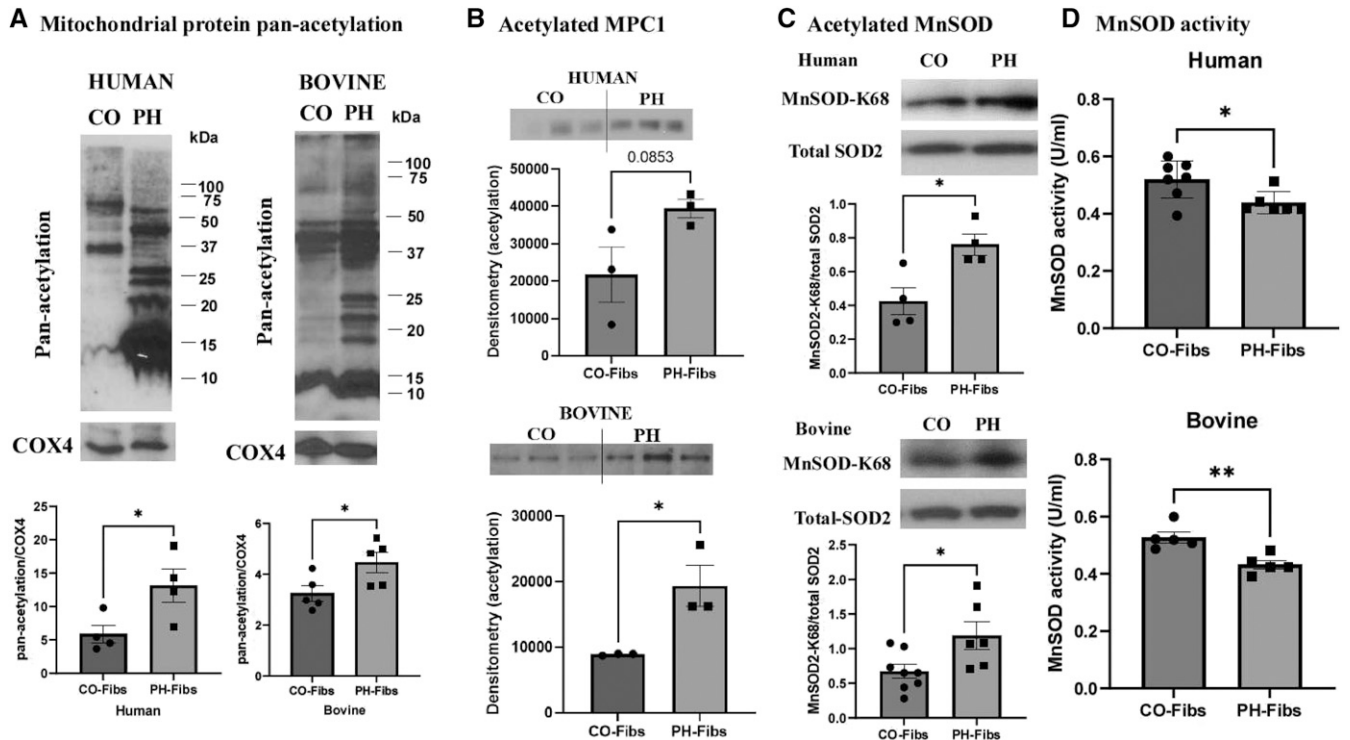 A Mitochondrial protein pan-acetylation
HUMAN
CO PH
kDa
100
75
50
37
25
20
15
10
Pan-acetylation
COX4
BOVINE
CO PH
kDa
100
75
50
37
25
20
15
10
Pan-acetylation
COX4
pan-acetylation/COX4
25
20
15
10
5
0
*
CO-Fibs PH-Fibs
Human
pan-acetylation/COX4
6
4
2
0
*
CO-Fibs PH-Fibs
Bovine
B Acetylated MPC1
HUMAN
CO PH
Densitometry (acetylation)
50000
40000
30000
20000
10000
0
0.0853
CO-Fibs PH-Fibs
BOVINE
CO PH
Densitometry (acetylation)
30000
20000
10000
0
*
CO-Fibs PH-Fibs
C Acetylated MnSOD
Human CO PH
MnSOD-K68
Total SOD2
MnSOD2-K68/total SOD2
1.0
0.8
0.6
0.4
0.2
0.0
*
CO-Fibs PH-Fibs
Bovine CO PH
MnSOD-K68
Total-SOD2
MnSOD2-K68/total SOD2
2.5
2.0
1.5
1.0
0.5
0.0
*
CO-Fibs PH-Fibs
D MnSOD activity
Human
MnSOD activity (U/ml)
0.8
0.6
0.4
0.2
0.0
*
CO-Fibs PH-Fibs
Bovine
MnSOD activity (U/ml)
0.8
0.6
0.4
0.2
0.0
**
CO-Fibs PH-Fibs